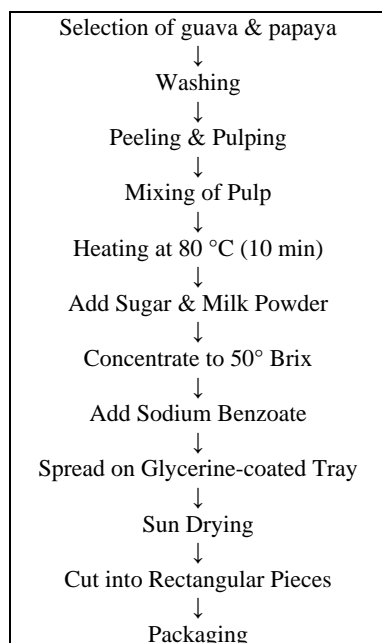 Selection of guava & papaya
↓
Washing
↓
Peeling & Pulping
↓
Mixing of Pulp
↓
Heating at 80 °C (10 min)
↓
Add Sugar & Milk Powder
↓
Concentrate to 50° Brix
↓
Add Sodium Benzoate
↓
Spread on Glycerine-coated Tray
↓
Sun Drying
↓
Cut into Rectangular Pieces
↓
Packaging